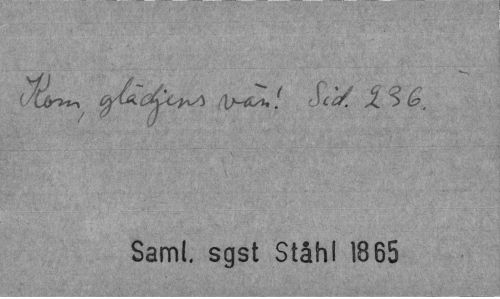 Kom, glädjens vän! Sid. 236.
Saml. sgst Ståhl 1865